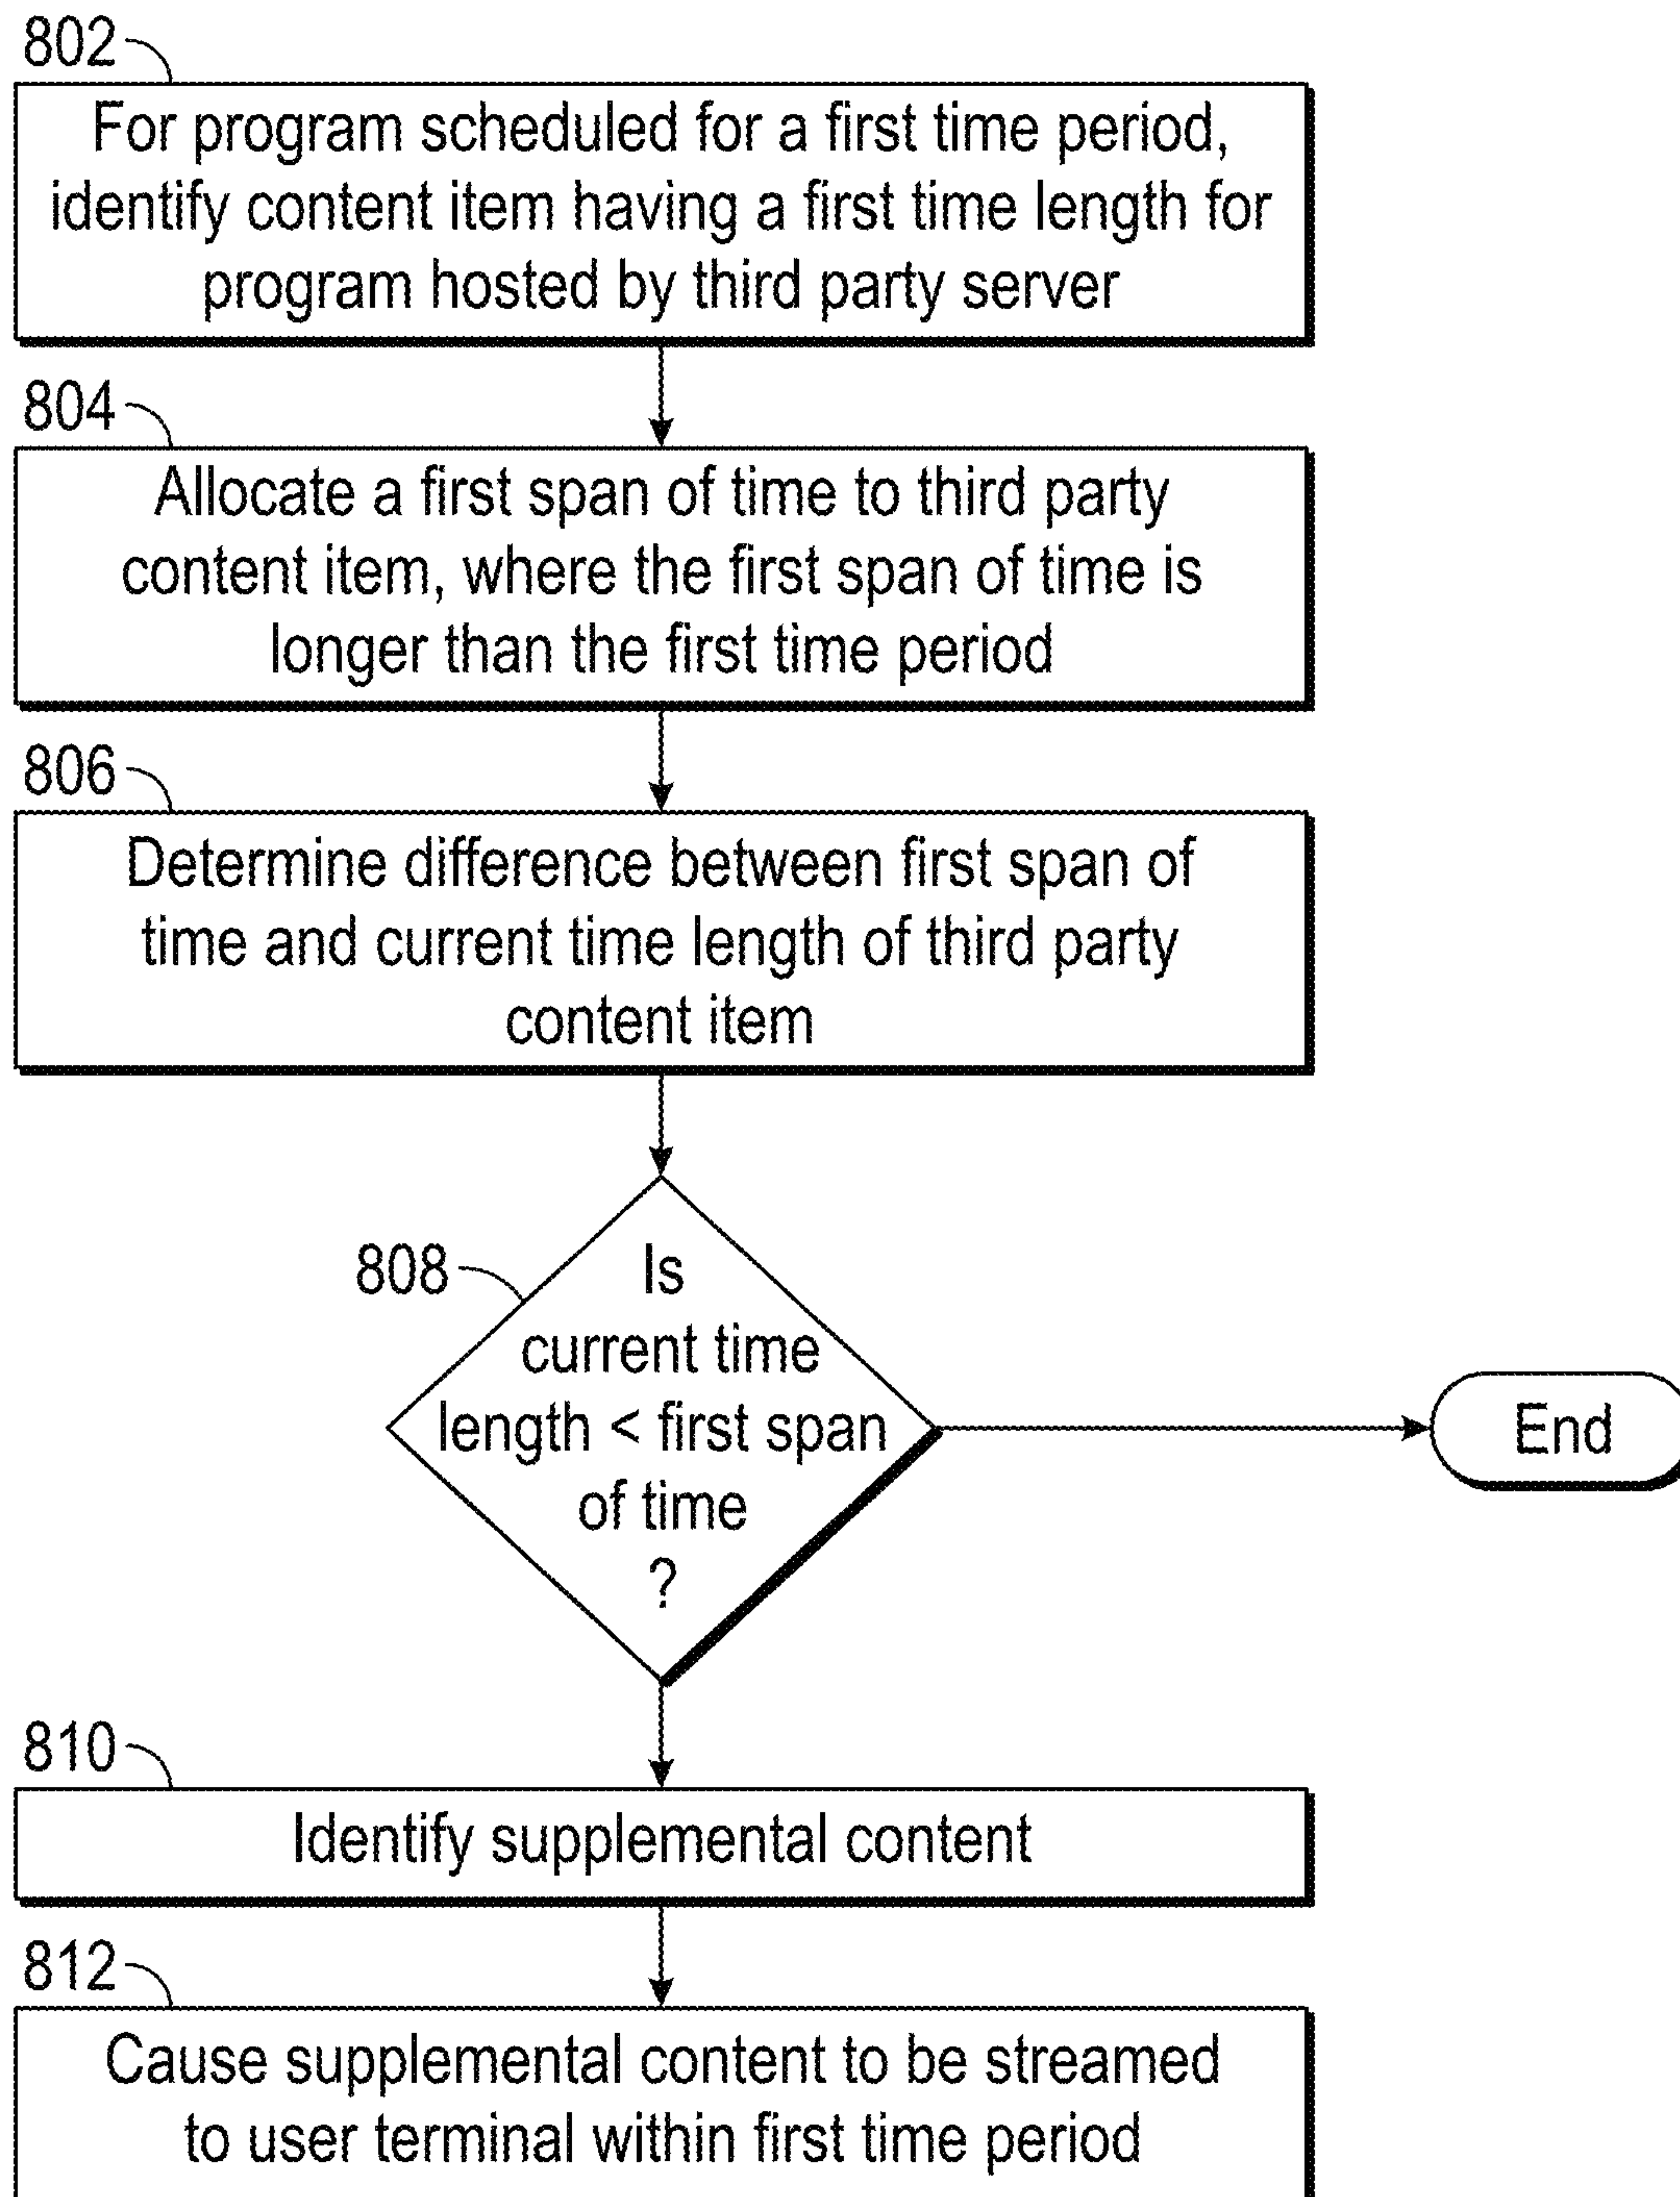 802
For program scheduled for a first time period,
identify content item having a first time length for
program hosted by third party server
804
Allocate a first span of time to third party
content item, where the first span of time is
longer than the first time period
806
Determine difference between first span of
time and current time length of third party
content item
808
Is
current time
length < first span
of time
?
End
810
Identify supplemental content
812
Cause supplemental content to be streamed
to user terminal within first time period